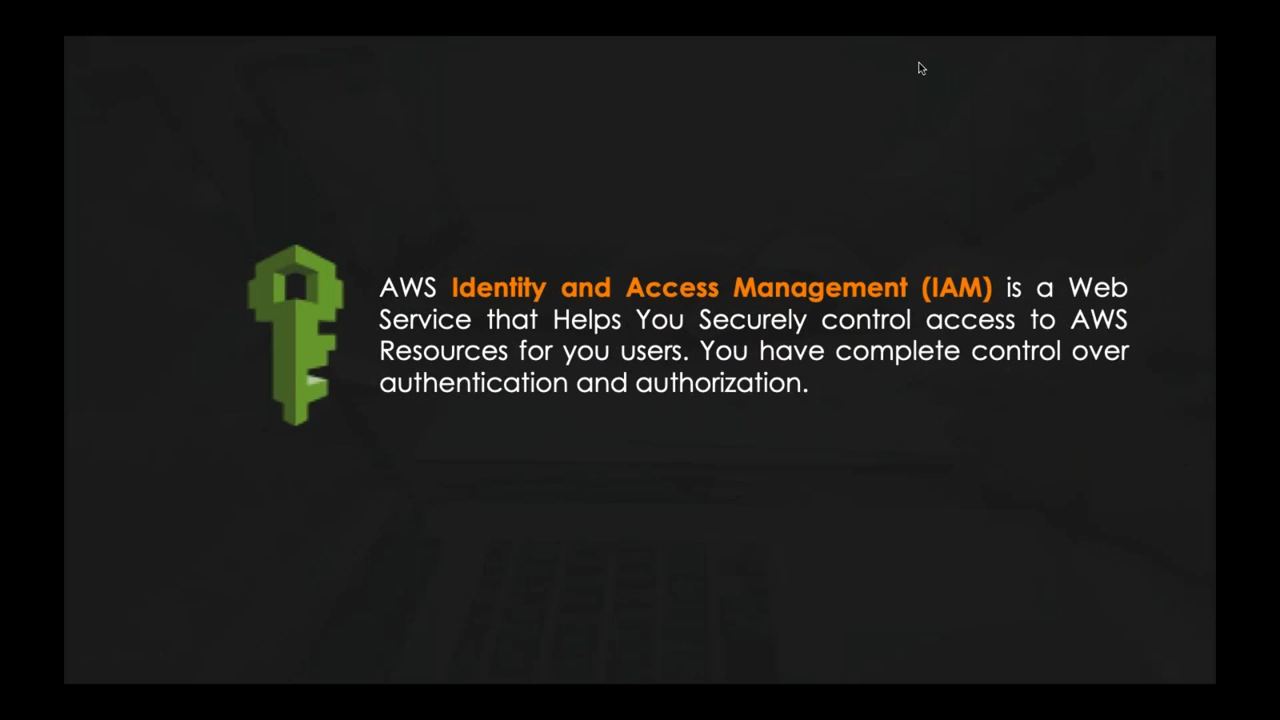 AWS Identity and Access Management (IAM) is a Web
Service that Helps You Securely control access to AWS
Resources for you users. You have complete control over
authentication and authorization.